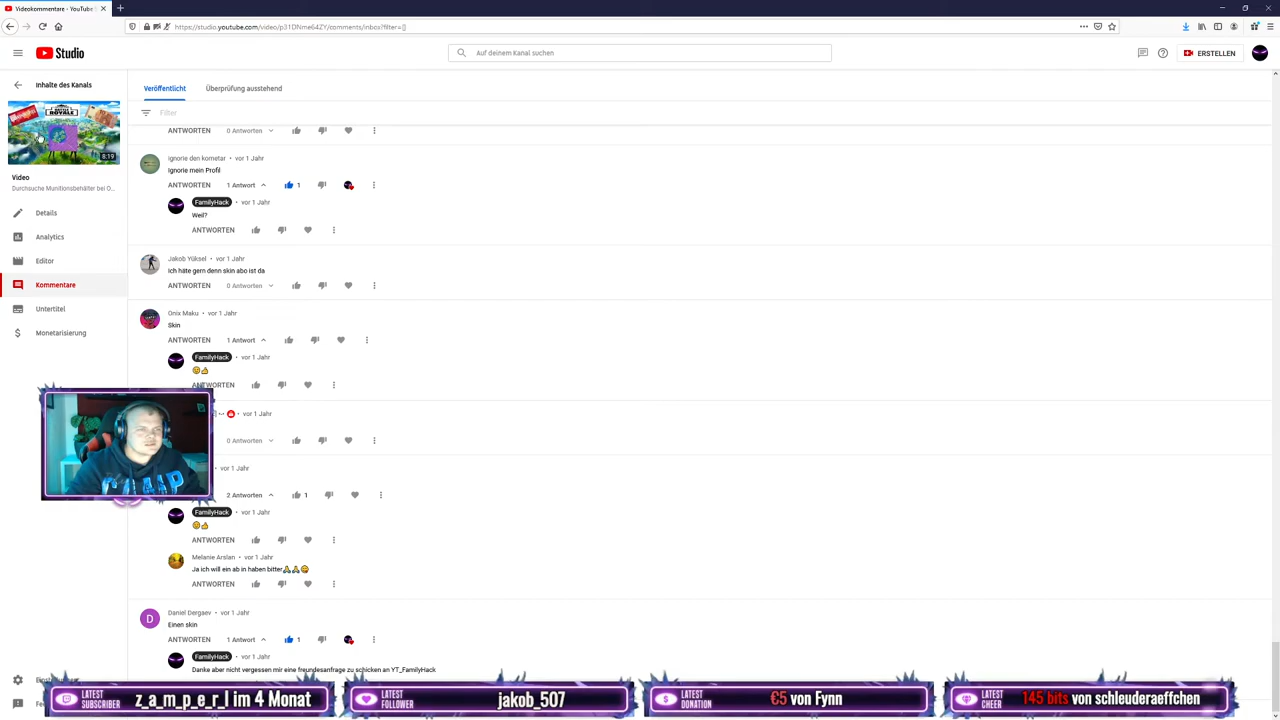 Videokommentare - YouTube S
https://studio.youtube.com/video/p31DNme64ZY/comments/inbox?filter=[]
Studio
Auf deinem Kanal suchen
ERSTELLEN
Inhalte des Kanals
BATTLE ROYALE
8:19
Video
Durchsuche Munitionsbehälter bei O...
Details
Analytics
Editor
Kommentare
Untertitel
Monetarisierung
Veröffentlicht
Überprüfung ausstehend
Filter
ANTWORTEN 0 Antworten
ignorie den kometar • vor 1 Jahr
Ignorie mein Profil
ANTWORTEN 1 Antwort 1
FamilyHack • vor 1 Jahr
Weil?
ANTWORTEN
Jakob Yüksel • vor 1 Jahr
Ich häte gern denn skin abo ist da
ANTWORTEN 0 Antworten
Onix Maku • vor 1 Jahr
Skin
ANTWORTEN 1 Antwort
FamilyHack • vor 1 Jahr
😉👍
ANTWORTEN
• vor 1 Jahr
0 Antworten
• vor 1 Jahr
2 Antworten 1
FamilyHack • vor 1 Jahr
😉👍
ANTWORTEN
Melanie Arslan • vor 1 Jahr
Ja ich will ein ab in haben bitter🙏🙏😋
ANTWORTEN
D
Daniel Dergaev • vor 1 Jahr
Einen skin
ANTWORTEN 1 Antwort 1
FamilyHack • vor 1 Jahr
Danke aber nicht vergessen mir eine freundesanfrage zu schicken an YT_FamilyHack
LATEST SUBSCRIBER z_a_m_p_e_r_l im 4 Monat
LATEST FOLLOWER jakob_507
LATEST DONATION €5 von Fynn
LATEST CHEER 145 bits von schleuderaeffchen